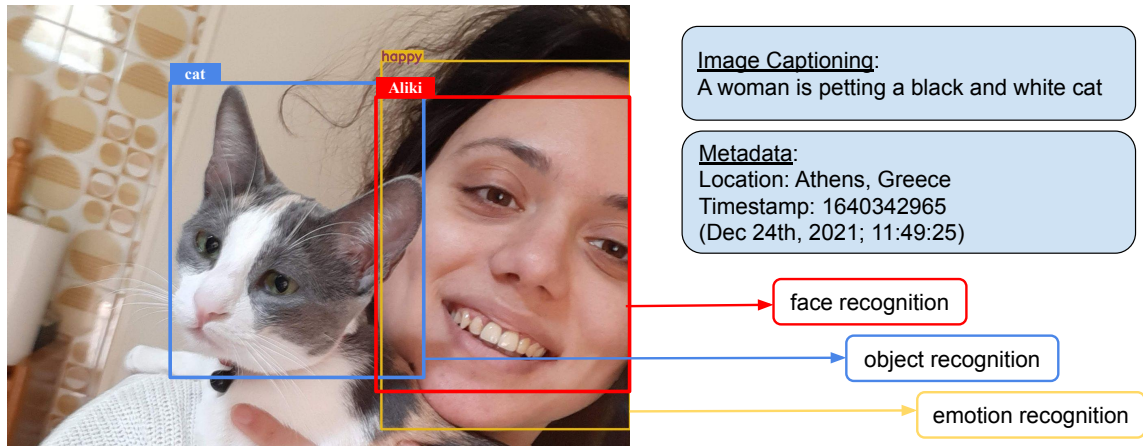 happy
cat
Aliki
Image Captioning:
A woman is petting a black and white cat
Metadata:
Location: Athens, Greece
Timestamp: 1640342965
(Dec 24th, 2021; 11:49:25)
face recognition
object recognition
emotion recognition